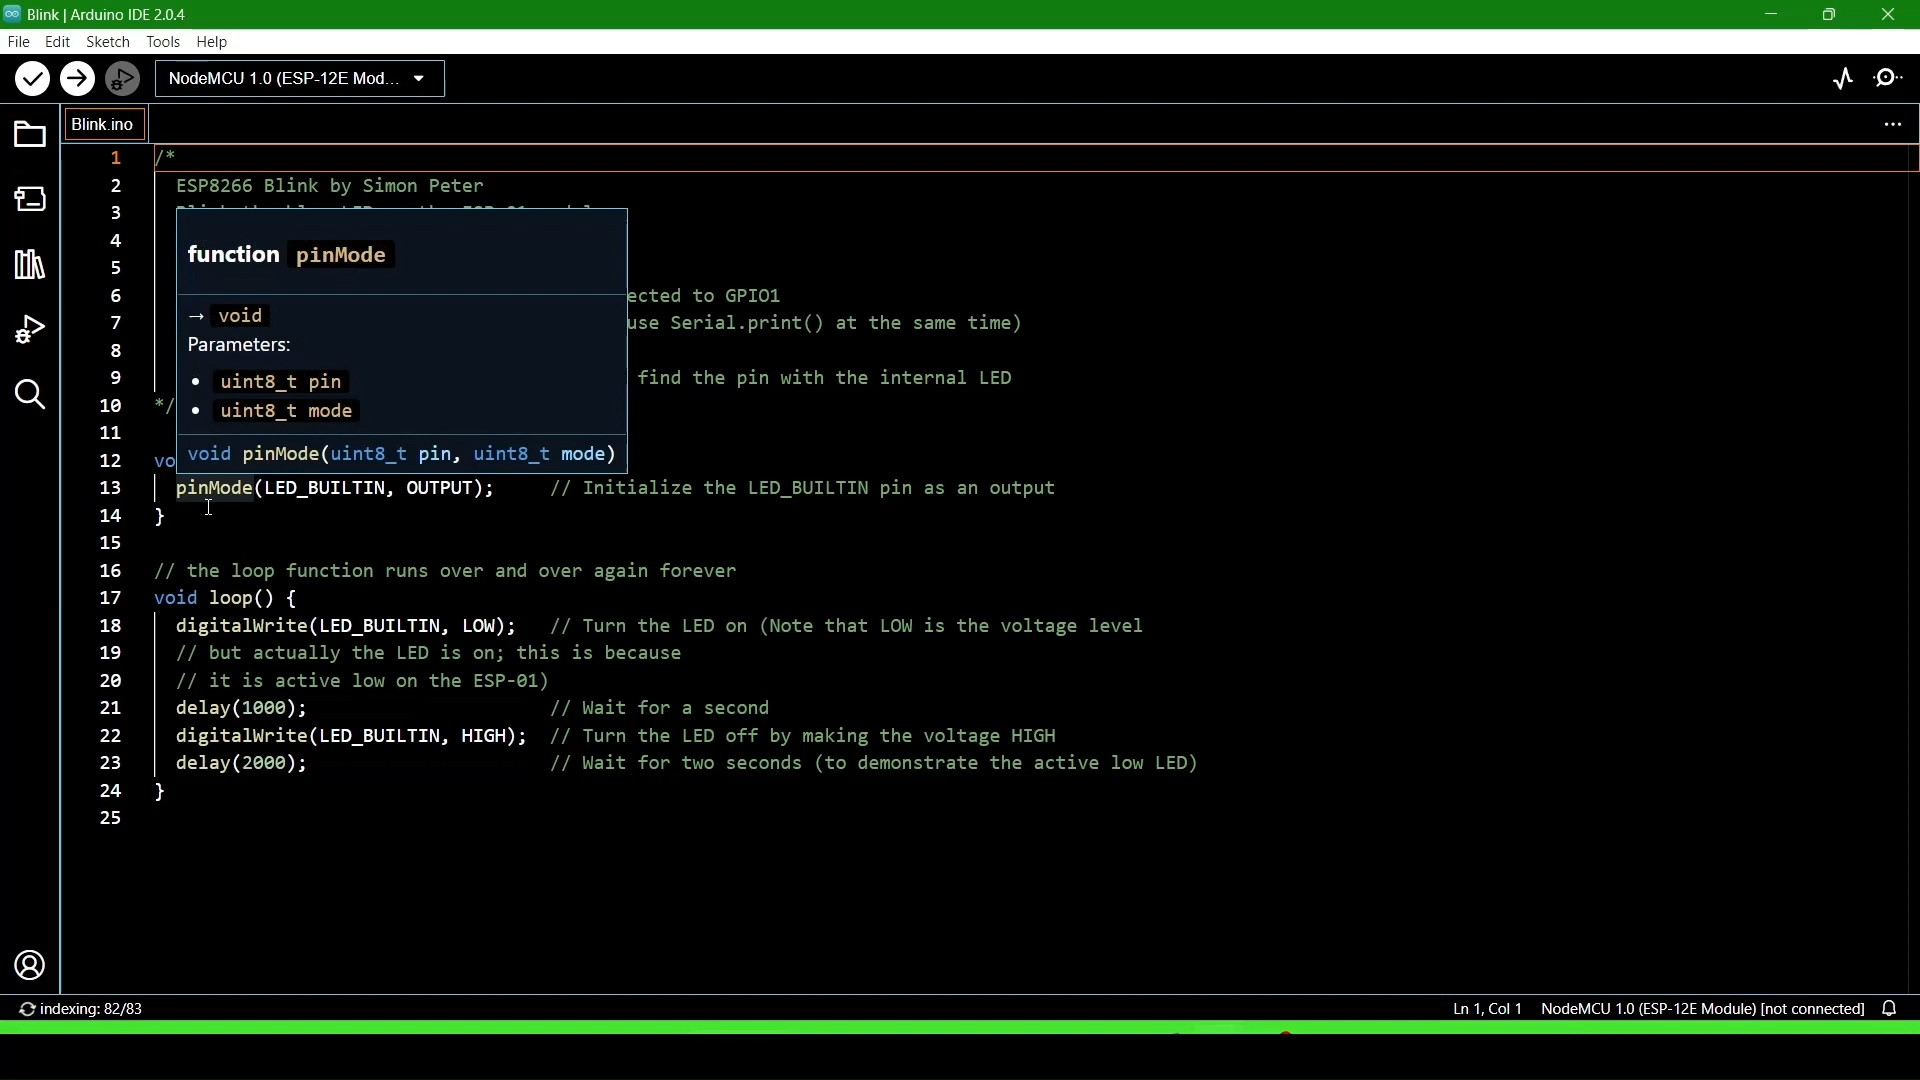 Blink | Arduino IDE 2.0.4
File Edit Sketch Tools Help
NodeMCU 1.0 (ESP-12E Mod...
Blink.ino
1 /*
2 ESP8266 Blink by Simon Peter
3
4
5
6 ected to GPIO1
7 use Serial.print() at the same time)
8
9 find the pin with the internal LED
10 */
11
12 vo
function pinMode
→ void
Parameters:
• uint8_t pin
• uint8_t mode
void pinMode(uint8_t pin, uint8_t mode)
13 pinMode(LED_BUILTIN, OUTPUT); // Initialize the LED_BUILTIN pin as an output
14 }
15
16 // the loop function runs over and over again forever
17 void loop() {
18 digitalWrite(LED_BUILTIN, LOW); // Turn the LED on (Note that LOW is the voltage level
19 // but actually the LED is on; this is because
20 // it is active low on the ESP-01)
21 delay(1000); // Wait for a second
22 digitalWrite(LED_BUILTIN, HIGH); // Turn the LED off by making the voltage HIGH
23 delay(2000); // Wait for two seconds (to demonstrate the active low LED)
24 }
25
indexing: 82/83
Ln 1, Col 1 NodeMCU 1.0 (ESP-12E Module) [not connected]